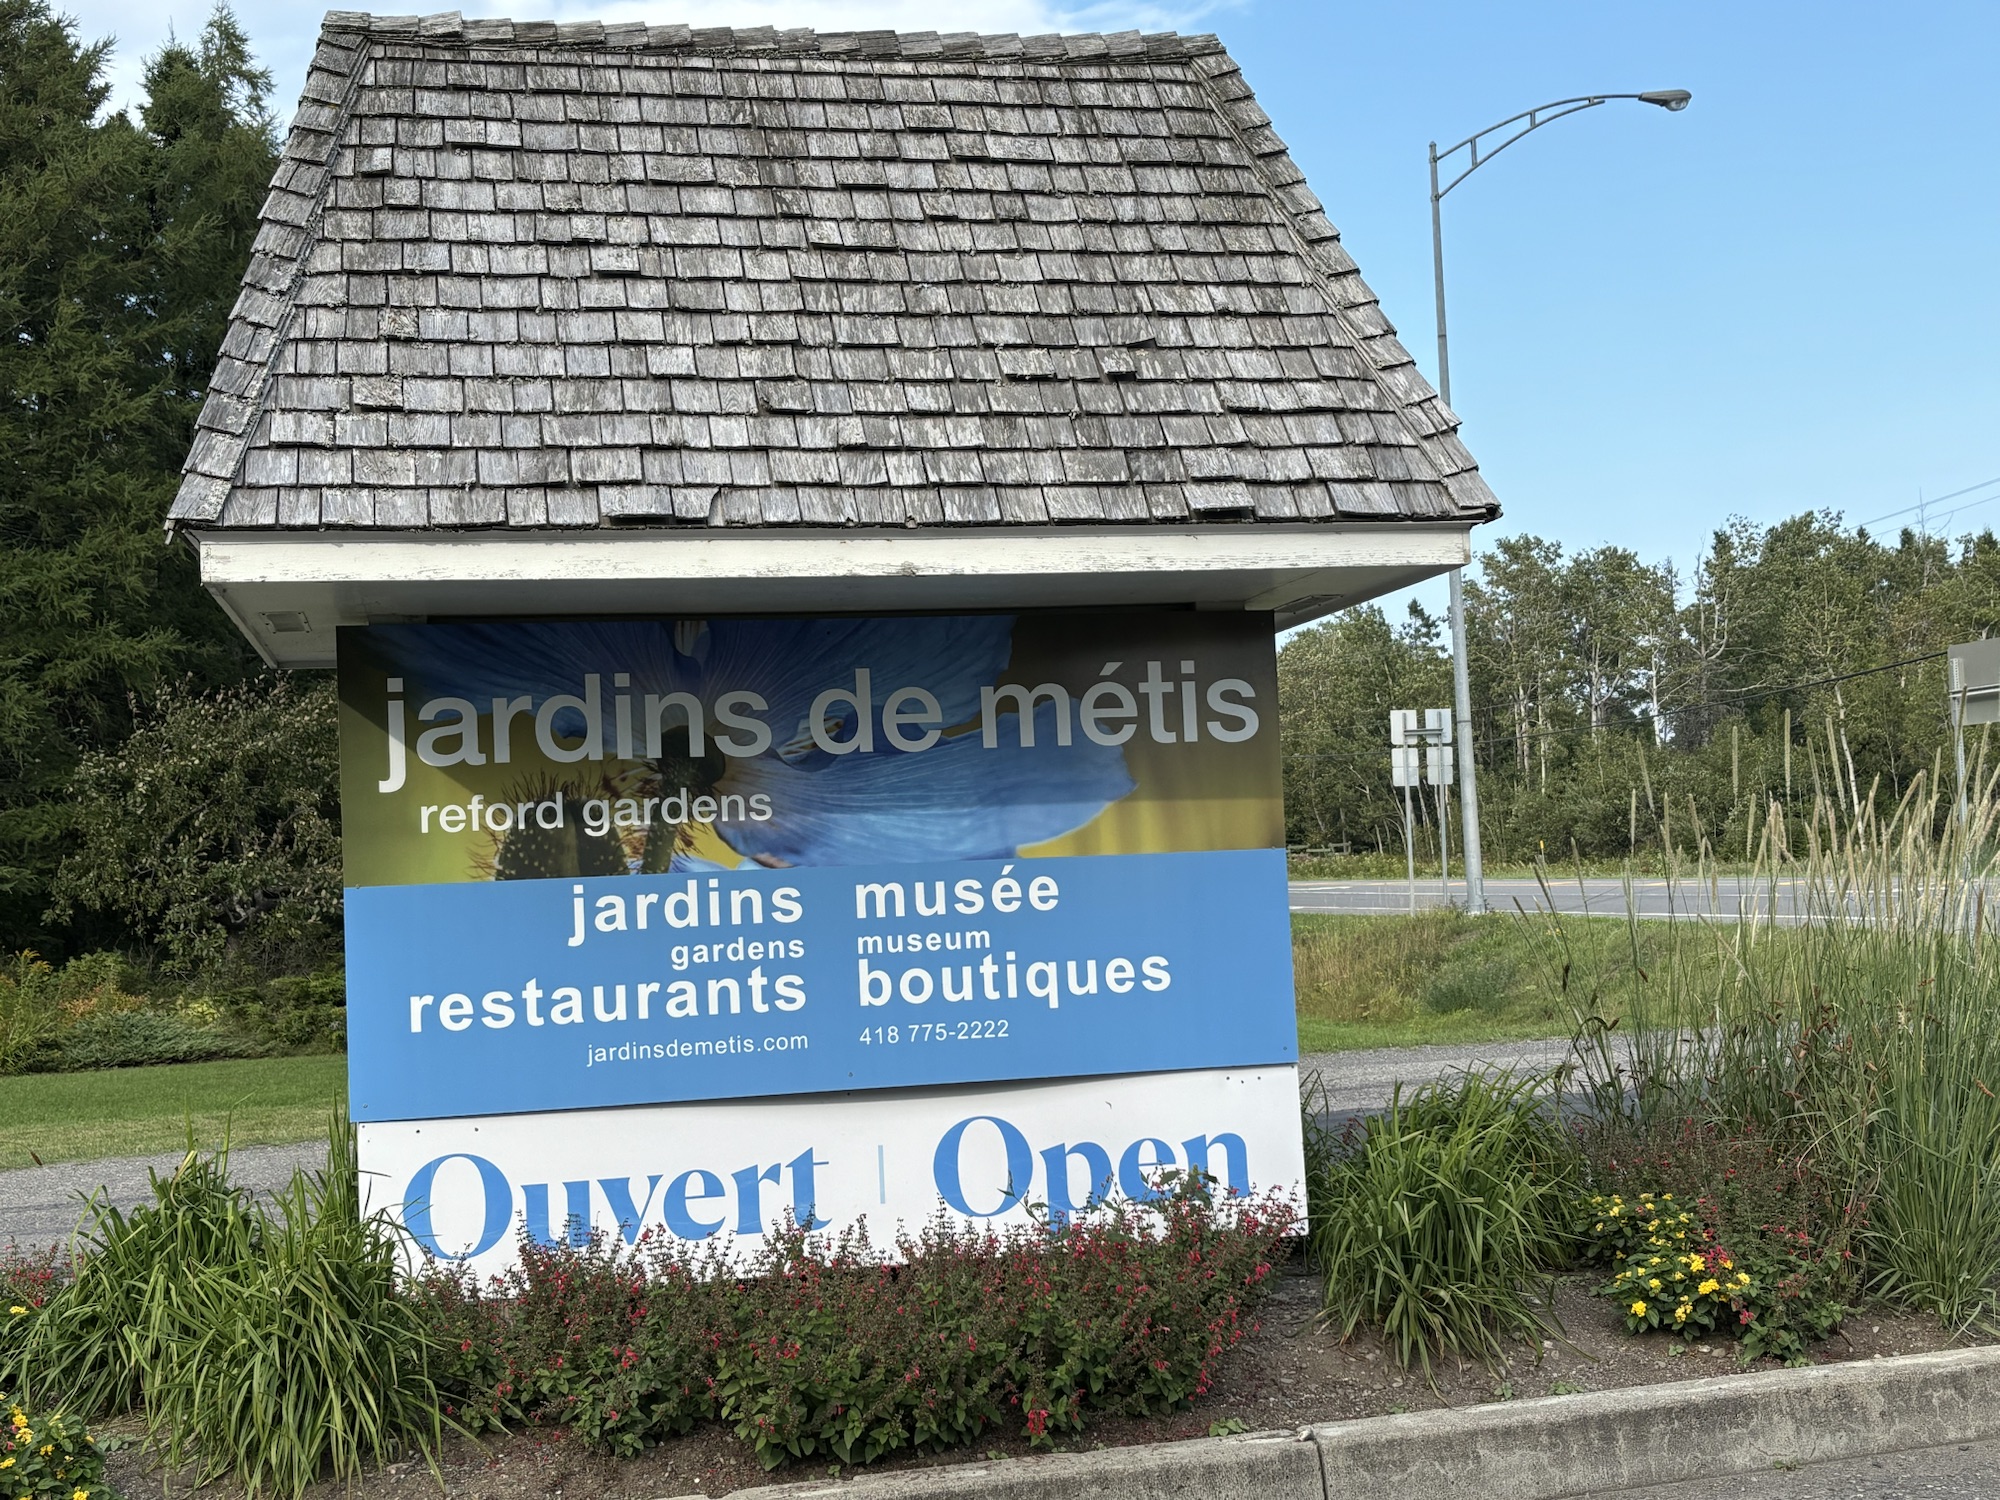 jardins de métis
reford gardens
jardins
gardens
restaurants
jardinsdemetis.com
musée
museum
boutiques
418 775-2222
Ouvert | Open